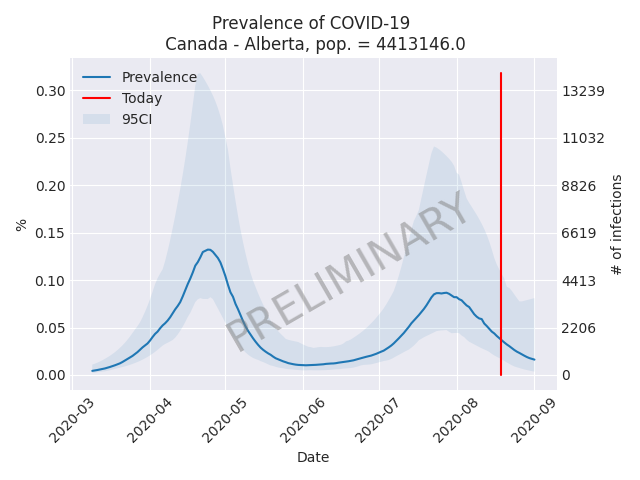 Prevalence of COVID-19
Canada - Alberta, pop. = 4413146.0
Prevalence
Today
95CI
0.30
0.25
0.20
0.15
0.10
0.05
0.00
%
13239
11032
8826
6619
4413
2206
0
# of infections
PRELIMINARY
2020-03
2020-04
2020-05
2020-06
2020-07
2020-08
2020-09
Date